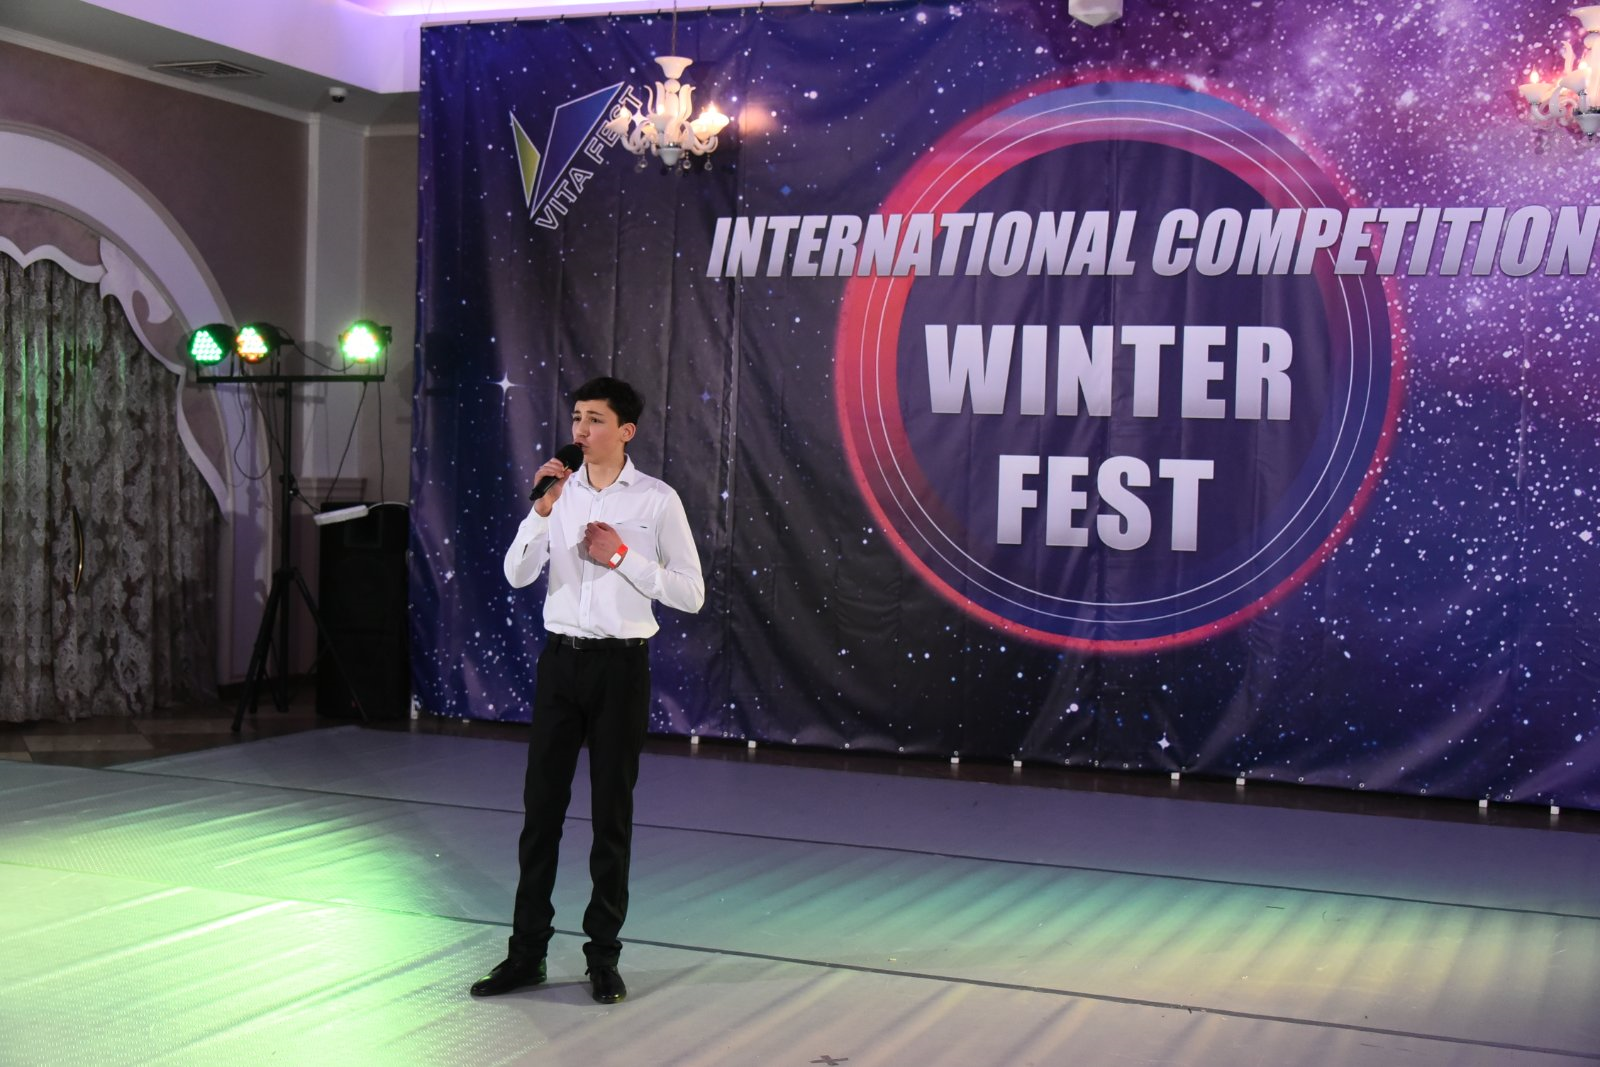 VITA FEST
INTERNATIONAL COMPETITION
WINTER
FEST